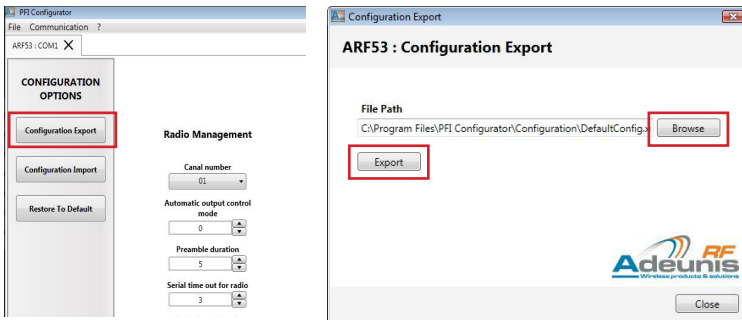 PFI Configurator
File Communication ?
ARF53 : COM1 X
CONFIGURATION
OPTIONS
Configuration Export
Configuration Import
Restore To Default
Radio Management
Canal number
01
Automatic output control
mode
0
Preamble duration
5
Serial time out for radio
3
Configuration Export
ARF53 : Configuration Export
File Path
C:\Program Files\PFI Configurator\Configuration\DefaultConfig.x
Browse
Export
Adeunis RF
Wireless products & solutions
Close